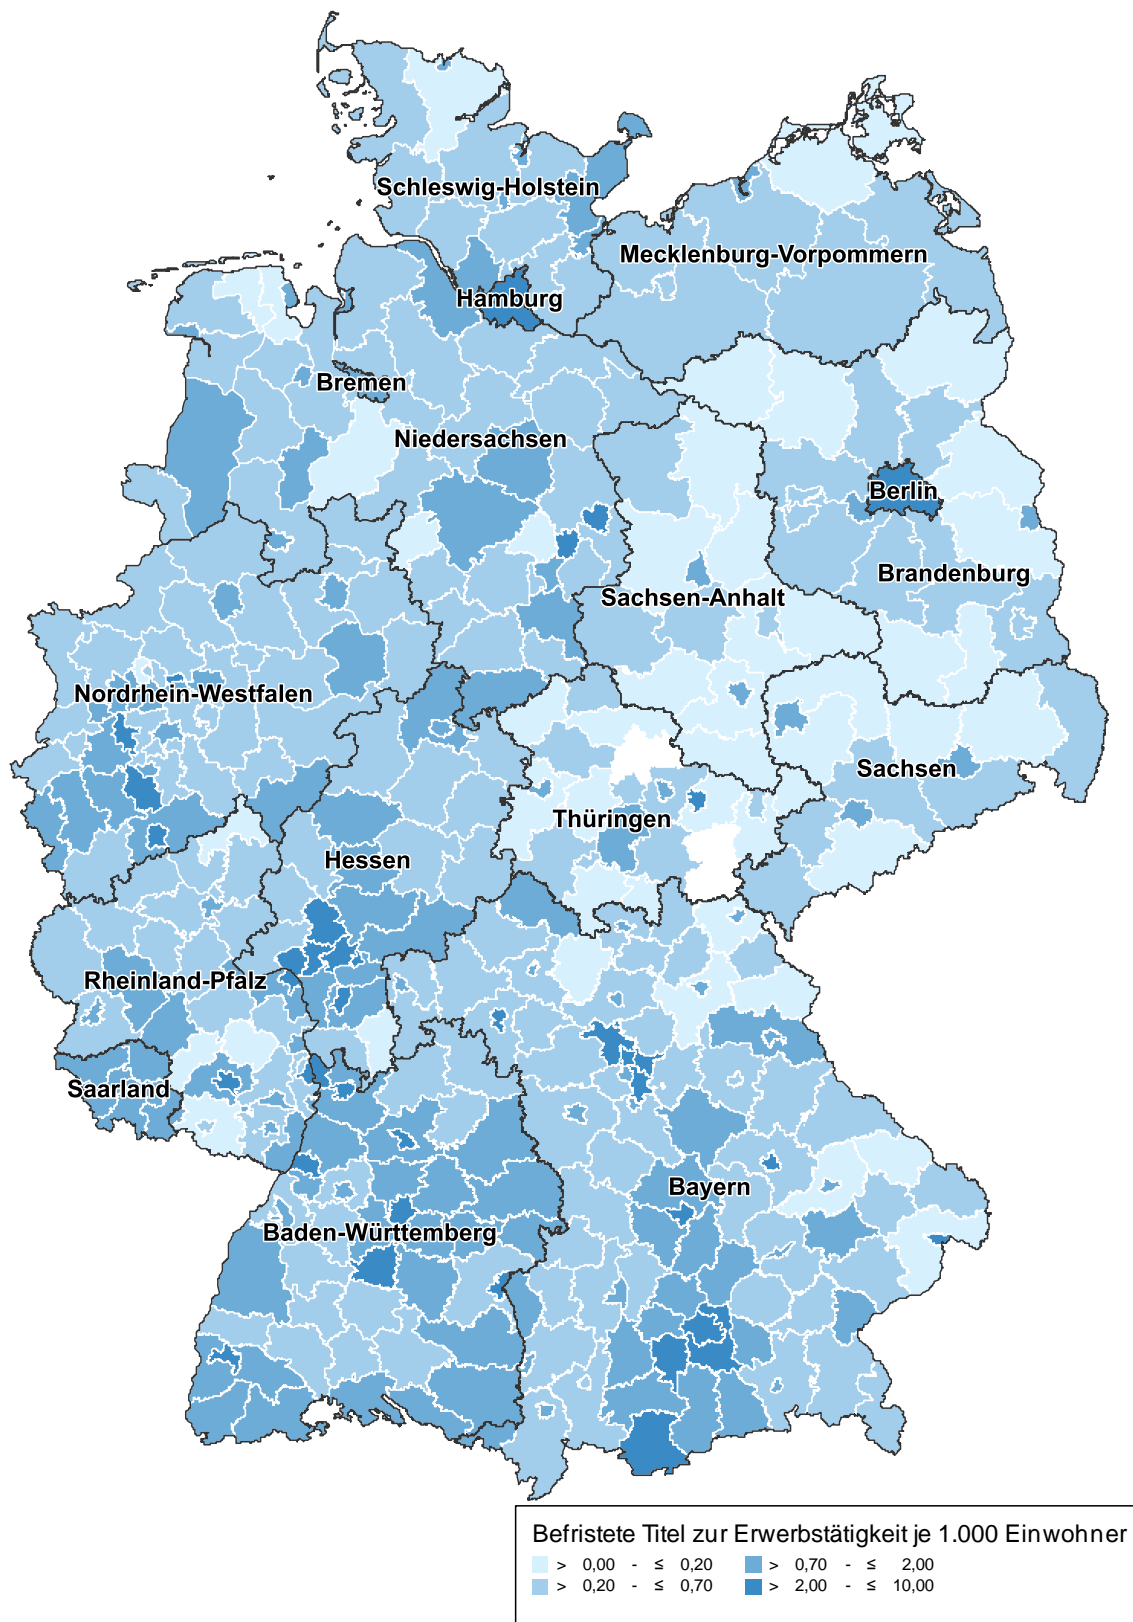 Schleswig-Holstein
Mecklenburg-Vorpommern
Hamburg
Bremen
Niedersachsen
Berlin
Brandenburg
Sachsen-Anhalt
Nordrhein-Westfalen
Sachsen
Thüringen
Hessen
Rheinland-Pfalz
Saarland
Bayern
Baden-Württemberg
Befristete Titel zur Erwerbstätigkeit je 1.000 Einwohner
> 0,00 - ≤ 0,20 > 0,70 - ≤ 2,00
> 0,20 - ≤ 0,70 > 2,00 - ≤ 10,00